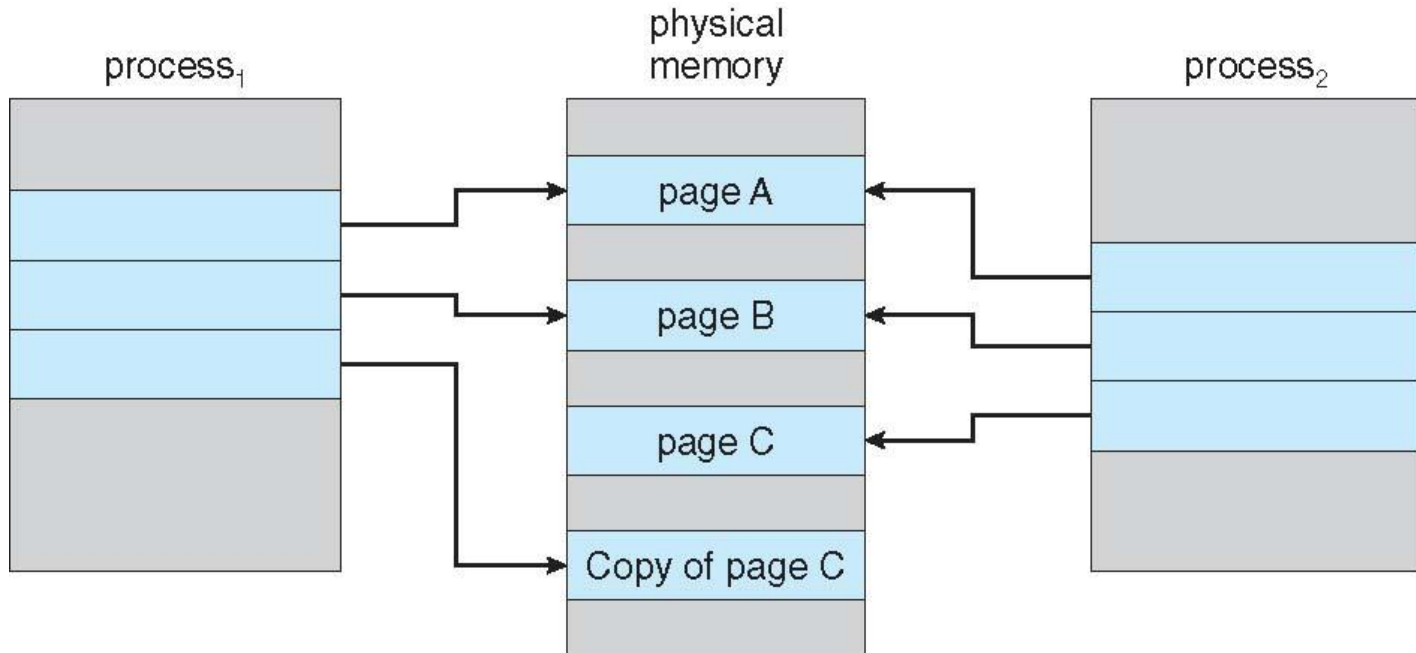 process₁
physical
memory
process₂
page A
page B
page C
Copy of page C